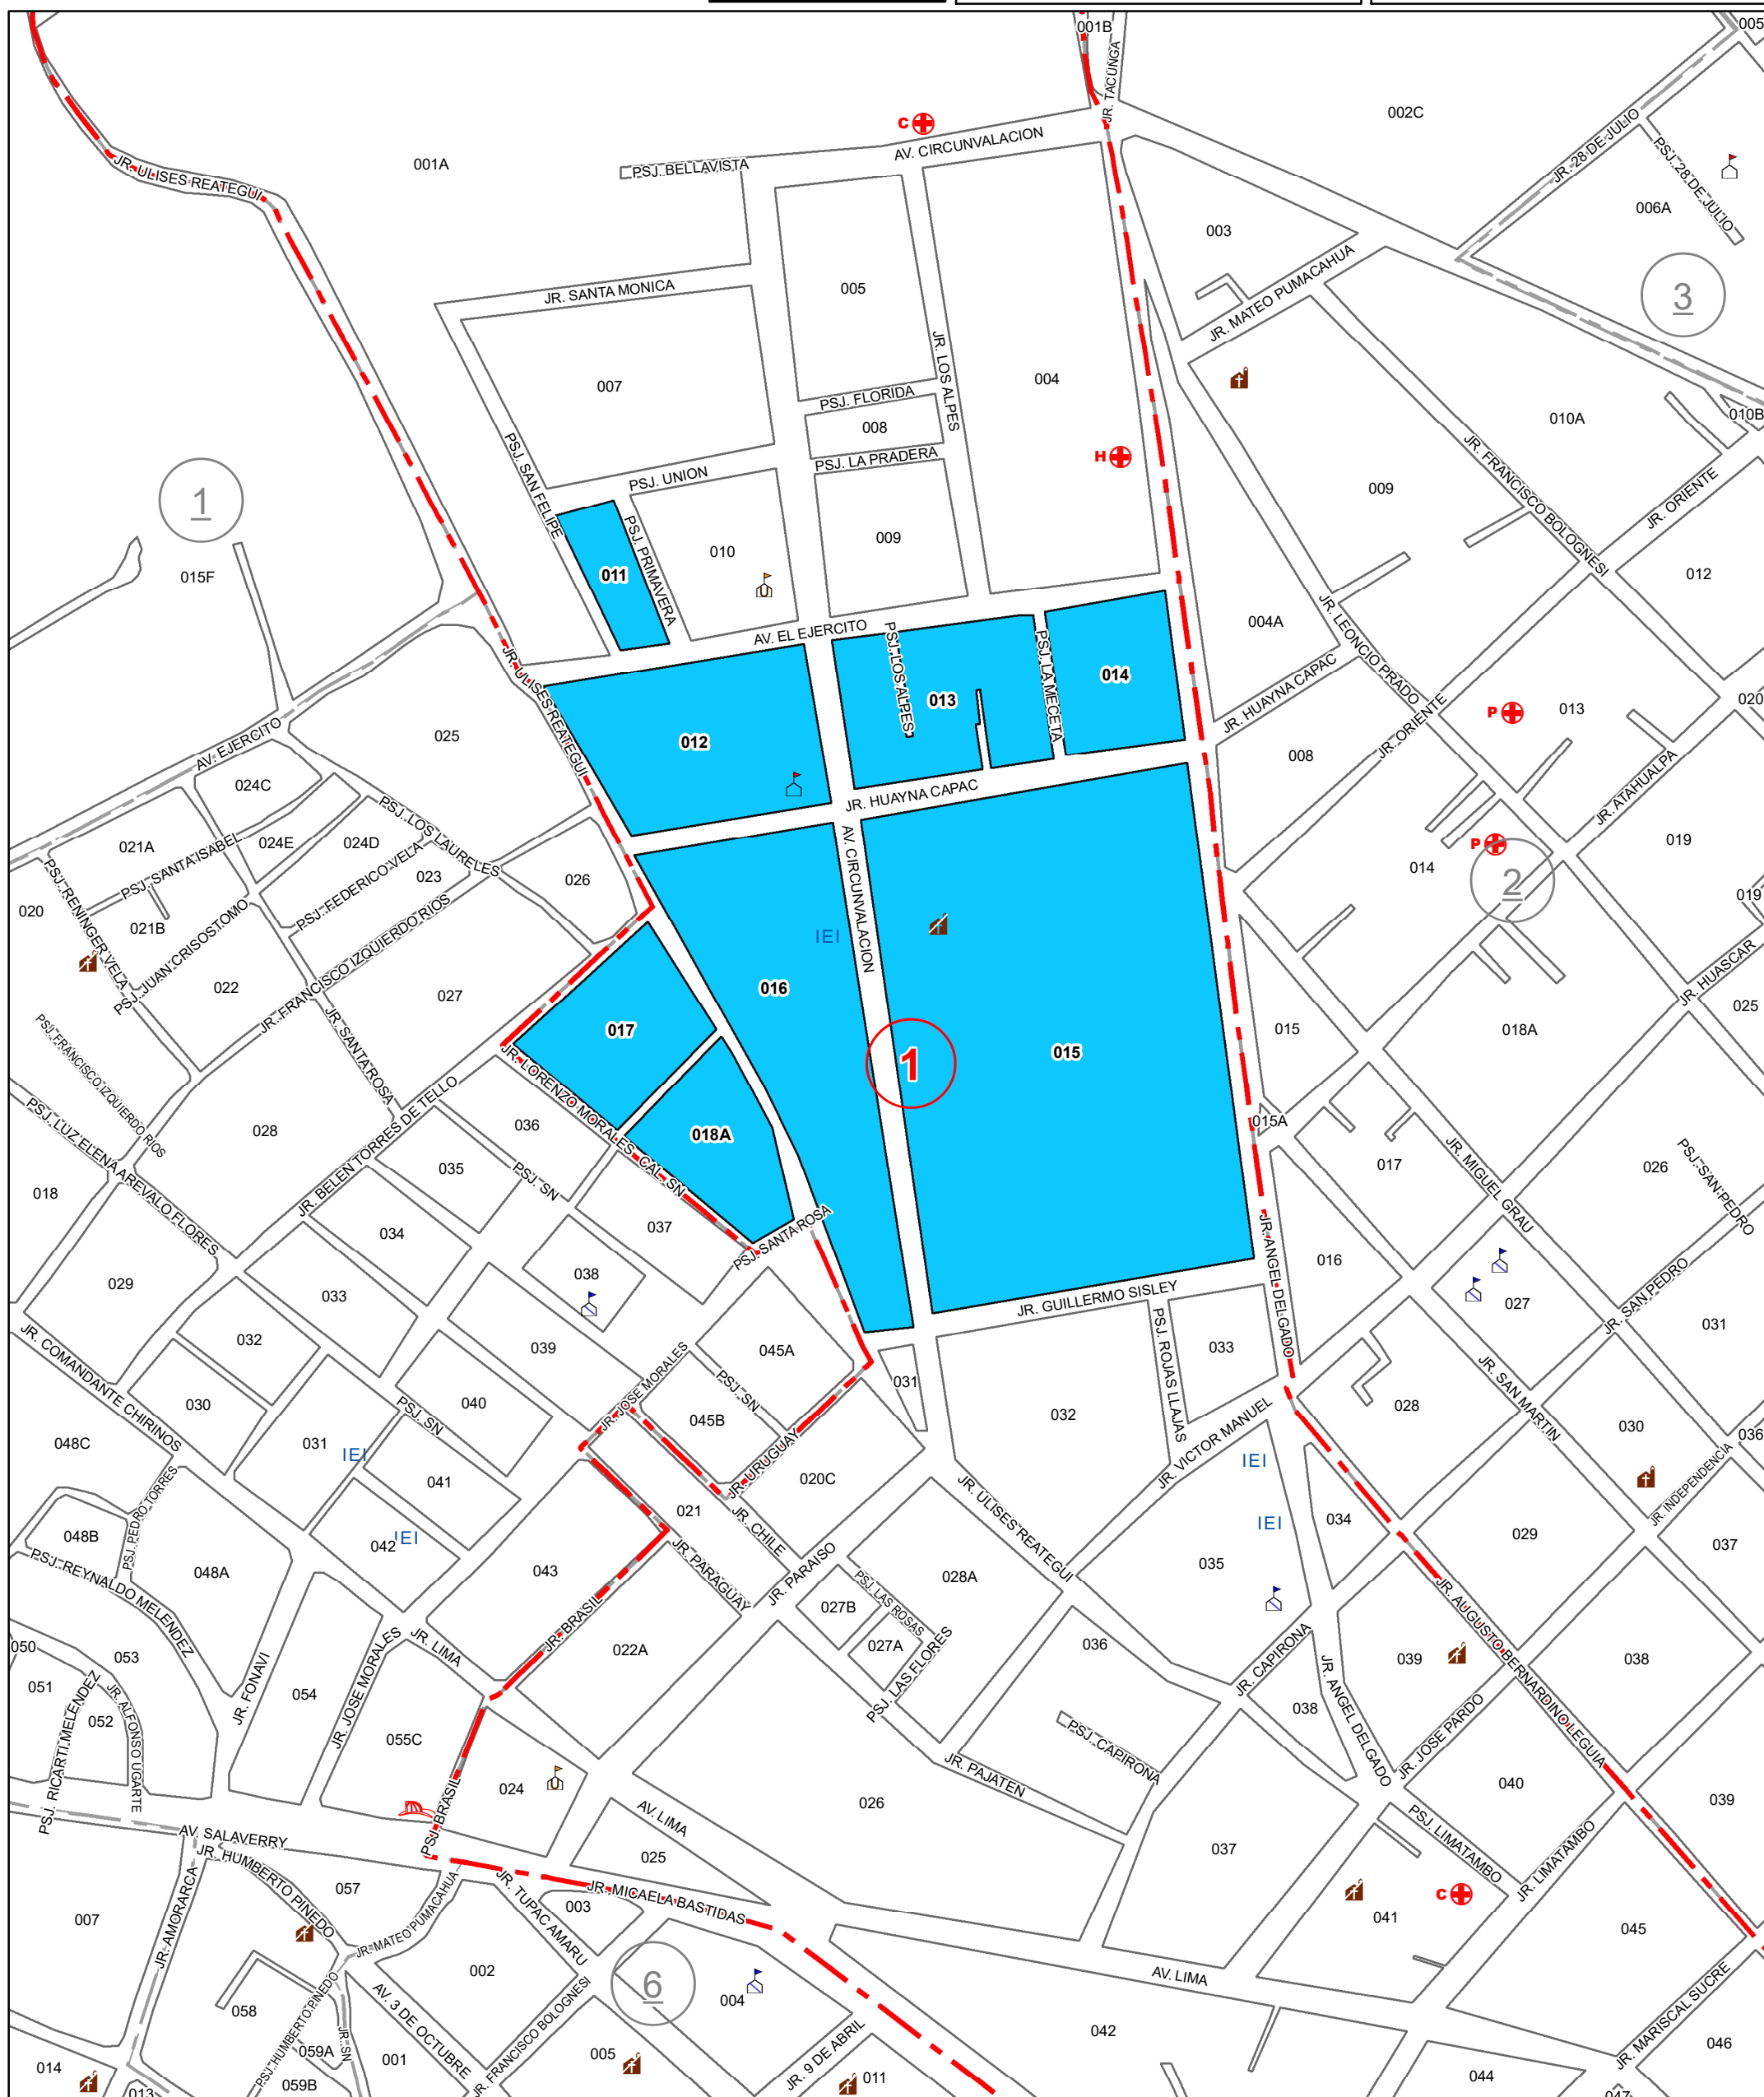 001B
005
JR. TACUNGA
002C
C
AV. CIRCUNVALACION
JR. 28 DE JULIO
PSJ. 28 DE JULIO
001A
PSJ. BELLAVISTA
JR. ULISES REATEGUI
006A
003
JR. MATEO PUMACAHUA
3
JR. SANTA MONICA
005
JR. LOS ALPES
004
007
PSJ. FLORIDA
008
010A
010B
PSJ. SAN FELIPE
PSJ. UNION
PSJ. LA PRADERA
H
JR. FRANCISCO BOLOGNESI
009
JR. ORIENTE
1
PSJ. PRIMAVERA
010
009
015F
011
U
012
JR. LEONCIO PRADO
004A
AV. EL EJERCITO
PSJ. LOS ALPES
PSJ. LA MECETA
JR. ULISES REATEGUI
013
014
JR. HUAYNA CAPAC
JR. ORIENTE
P
013
020
AV. EJERCITO
025
012
008
024C
JR. HUAYNA CAPAC
JR. ATAHUALPA
PSJ. LOS LAURELES
021A
024E
024D
PSJ. SANTA ISABEL
PSJ. FEDERICO VELA
023
026
AV. CIRCUNVALACION
P
014
2
019
019
020
PSJ. RENINGER VELA
021B
PSJ. JUAN CRISOSTOMO
JR. FRANCISCO IZQUIERDO RIOS
IEI
022
027
016
JR. HUASCAR
025
PSJ. FRANCISCO IZQUIERDO RIOS
JR. SANTA ROSA
017
015
018A
1
015
JR. LORENZO MORALES
CAL. SN
PSJ. LUZ ELENA AREVALO FLORES
JR. BELEN TORRES DE TELLO
028
036
018A
015A
035
PSJ. SN
017
JR. MIGUEL GRAU
026
PSJ. SAN PEDRO
018
034
037
PSJ. SANTA ROSA
JR. ANGEL DELGADO
016
029
033
038
JR. GUILLERMO SISLEY
027
JR. SAN PEDRO
031
JR. COMANDANTE CHIRINOS
032
039
JR. JOSE MORALES
045A
PSJ. ROJAS LLAJAS
033
031
PSJ. SN
JR. SAN MARTIN
030
PSJ. SN
040
045B
032
028
030
048C
031
IEI
JR. VICTOR MANUEL
036
IEI
JR. URUGUAY
020C
JR. ULISES REATEGUI
PSJ. PEDRO TORRES
041
JR. INDEPENDENCIA
021
JR. CHILE
IEI
034
048B
042
IEI
029
037
PSJ. REYNALDO MELENDEZ
048A
043
JR. PARAGUAY
JR. PARAISO
028A
035
PSJ. LAS ROSAS
JR. AUGUSTO BERNARDINO LEGUIA
027B
JR. BRASIL
050
053
JR. LIMA
022A
027A
PSJ. LAS FLORES
036
JR. CAPIRONA
039
038
051
JR. FONAVI
054
JR. JOSE MORALES
JR. ANGEL DELGADO
PSJ. RICARTI MELENDEZ
052
JR. ALFONSO UGARTE
038
JR. JOSE PARDO
055C
PSJ. CAPIRONA
JR. PAJATEN
U
024
PSJ. BRASIL
040
026
AV. LIMA
039
PSJ. LIMATAMBO
AV. SALAVERRY
JR. HUMBERTO PINEDO
025
037
JR. LIMATAMBO
JR. TUPAC AMARU
JR. MICAELA BASTIDAS
057
JR. MATEO PUMACAHUA
003
C
007
JR. AMORARCA
041
045
002
AV. LIMA
6
004
JR. MARISCAL SUCRE
058
PSJ. HUMBERTO PINEDO
AV. 3 DE OCTUBRE
JR. FRANCISCO BOLOGNESI
JR. 9 DE ABRIL
042
JR. SN
059A
001
005
046
014
059B
011
044
013
047